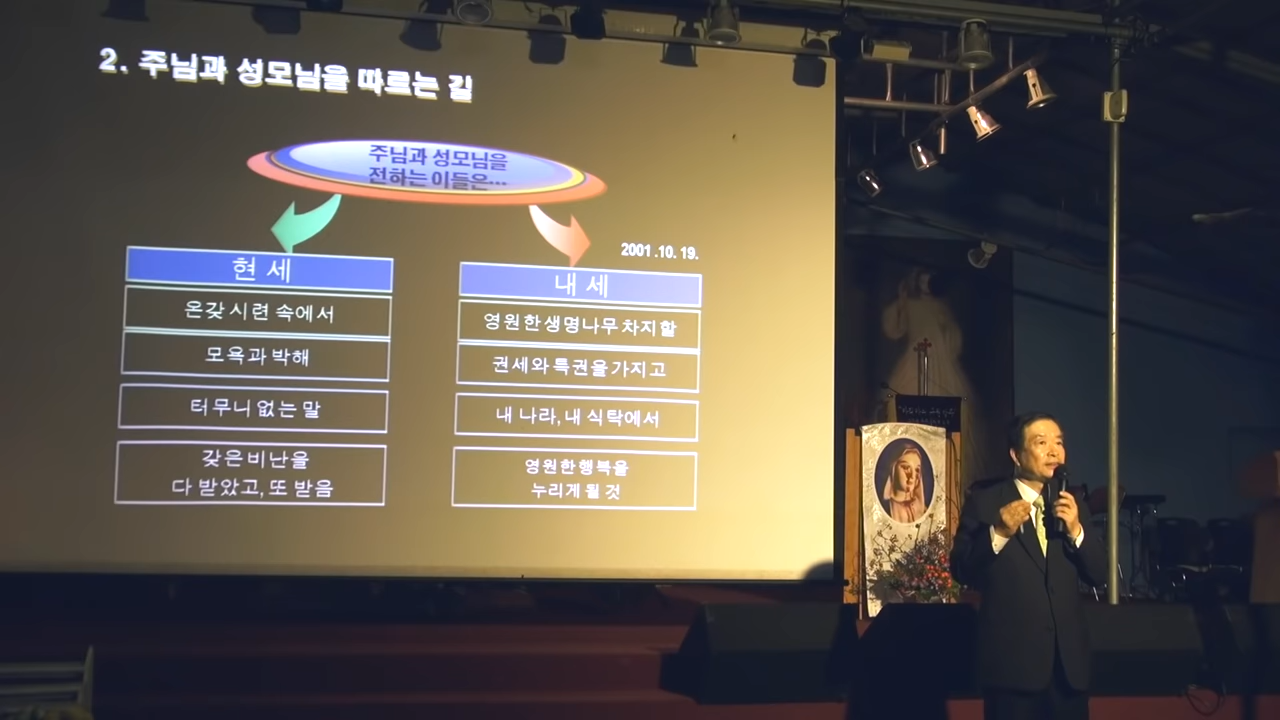 2. 주님과 성모님을 따르는 길
주님과 성모님을
전하는 이들은...
2001.10.19.
현 세
온갖 시련 속에서
모욕과 박해
터무니 없는 말
갖은 비난을
다 받았고, 또 받음
내 세
영원한 생명나무 차지할
권세와 특권을 가지고
내 나라, 내 식탁에서
영원한 행복을
누리게 될 것